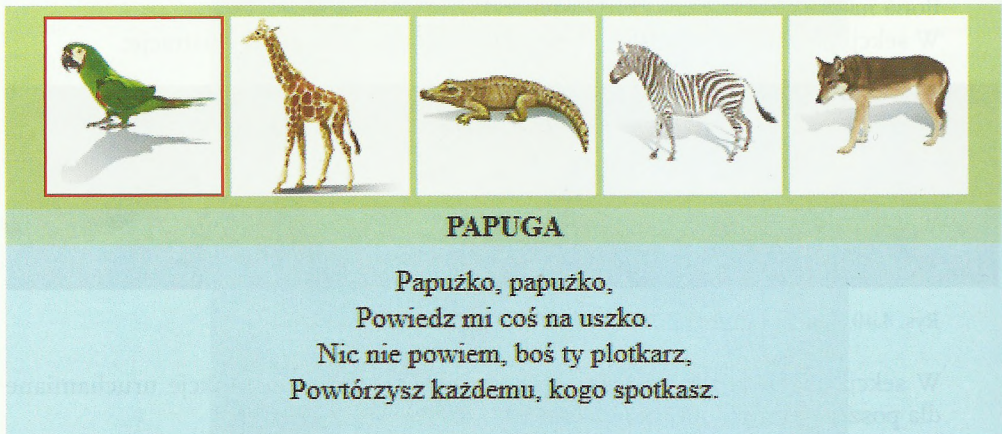 PAPUGA
Papużko, papużko,
Powiedz mi coś na uszko.
Nic nie powiem, boś ty plotkarz,
Powtórzysz każdemu, kogo spotkasz.